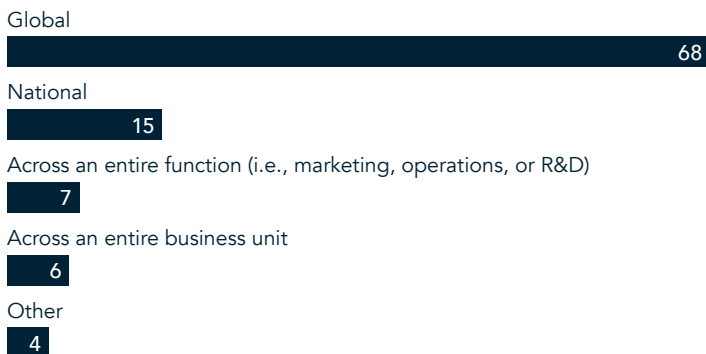 Global
68
National
15
Across an entire function (i.e., marketing, operations, or R&D)
7
Across an entire business unit
6
Other
4